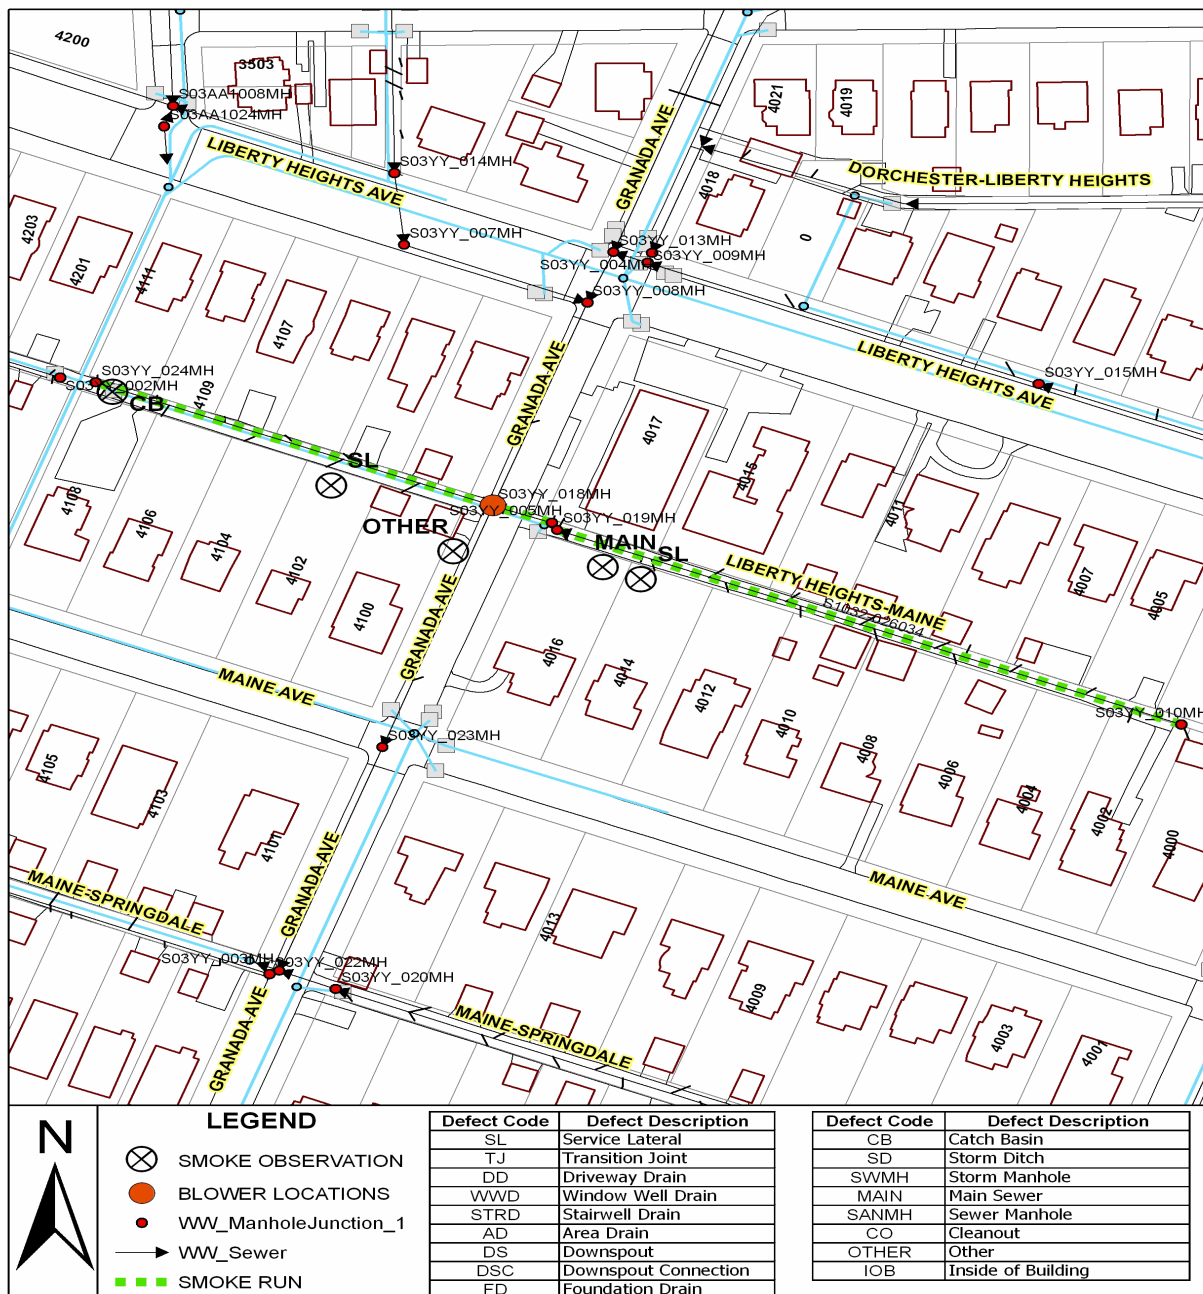 4200
3503
S03AA1008MH
S03AA1024MH
4021
4019
GRANADA AVE
LIBERTY HEIGHTS AVE
S03YY_014MH
DORCHESTER-LIBERTY HEIGHTS
4018
4203
4201
4111
S03YY_007MH
S03YY_013MH
0
S03YY_004MH
S03YY_009MH
S03YY_008MH
4107
GRANADA AVE
LIBERTY HEIGHTS AVE
S03YY_015MH
S03YY_024MH
S03YY_002MH
4109
CB
4017
SL
4015
4108
4106
4104
4102
4100
S03YY_018MH
S03YY_005MH
S03YY_019MH
OTHER
MAIN
SL
4011
LIBERTY HEIGHTS-MAINE
S1032-026034
4007
4005
GRANADA AVE
4016
4014
4012
4010
4008
4006
4004
4002
4000
MAINE AVE
S03YY_010MH
S03YY_023MH
4105
4103
4101
GRANADA AVE
MAINE AVE
MAINE-SPRINGDALE
4013
S03YY_003MH
S03YY_022MH
S03YY_020MH
4009
GRANADA AVE
MAINE-SPRINGDALE
4003
4001
N
LEGEND
SMOKE OBSERVATION
BLOWER LOCATIONS
WW_ManholeJunction_1
WW_Sewer
SMOKE RUN
Defect Code Defect Description
SL Service Lateral
TJ Transition Joint
DD Driveway Drain
WWD Window Well Drain
STRD Stairwell Drain
AD Area Drain
DS Downspout
DSC Downspout Connection
FD Foundation Drain
Defect Code Defect Description
CB Catch Basin
SD Storm Ditch
SWMH Storm Manhole
MAIN Main Sewer
SANMH Sewer Manhole
CO Cleanout
OTHER Other
IOB Inside of Building